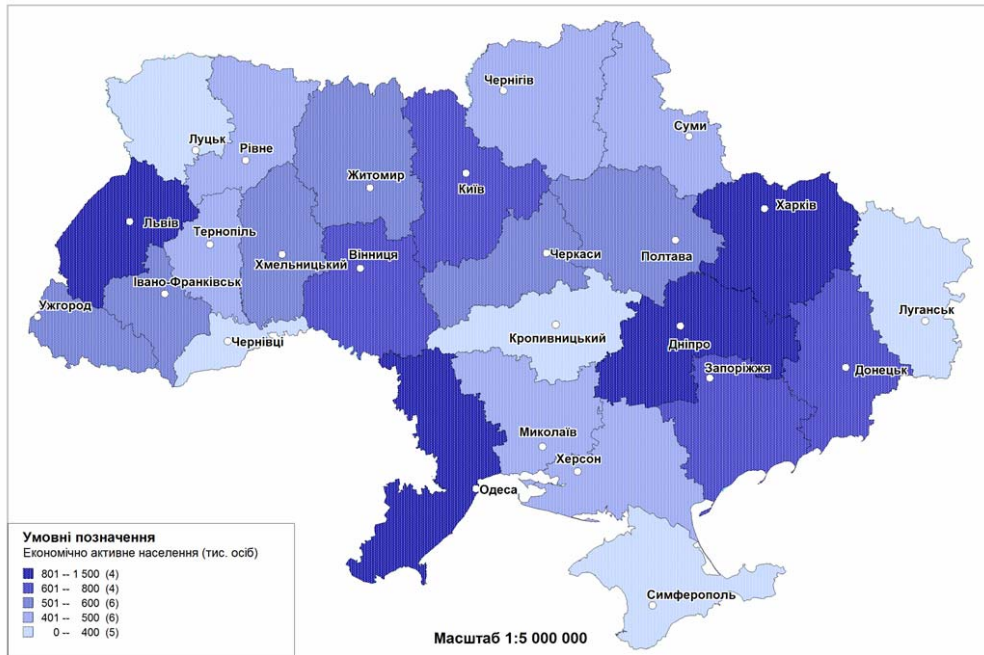 Чернігів
Суми
Луцьк
Рівне
Житомир
Київ
Харків
Львів
Тернопіль
Хмельницький
Вінниця
Черкаси
Полтава
Івано-Франківськ
Ужгород
Луганськ
Чернівці
Кропивницький
Дніпро
Запоріжжя
Донецьк
Миколаїв
Херсон
Одеса
Симферополь
Умовні позначення
Економічно активне населення (тис. осіб)
801 -- 1 500 (4)
601 -- 800 (4)
501 -- 600 (6)
401 -- 500 (6)
0 -- 400 (5)
Масштаб 1:5 000 000